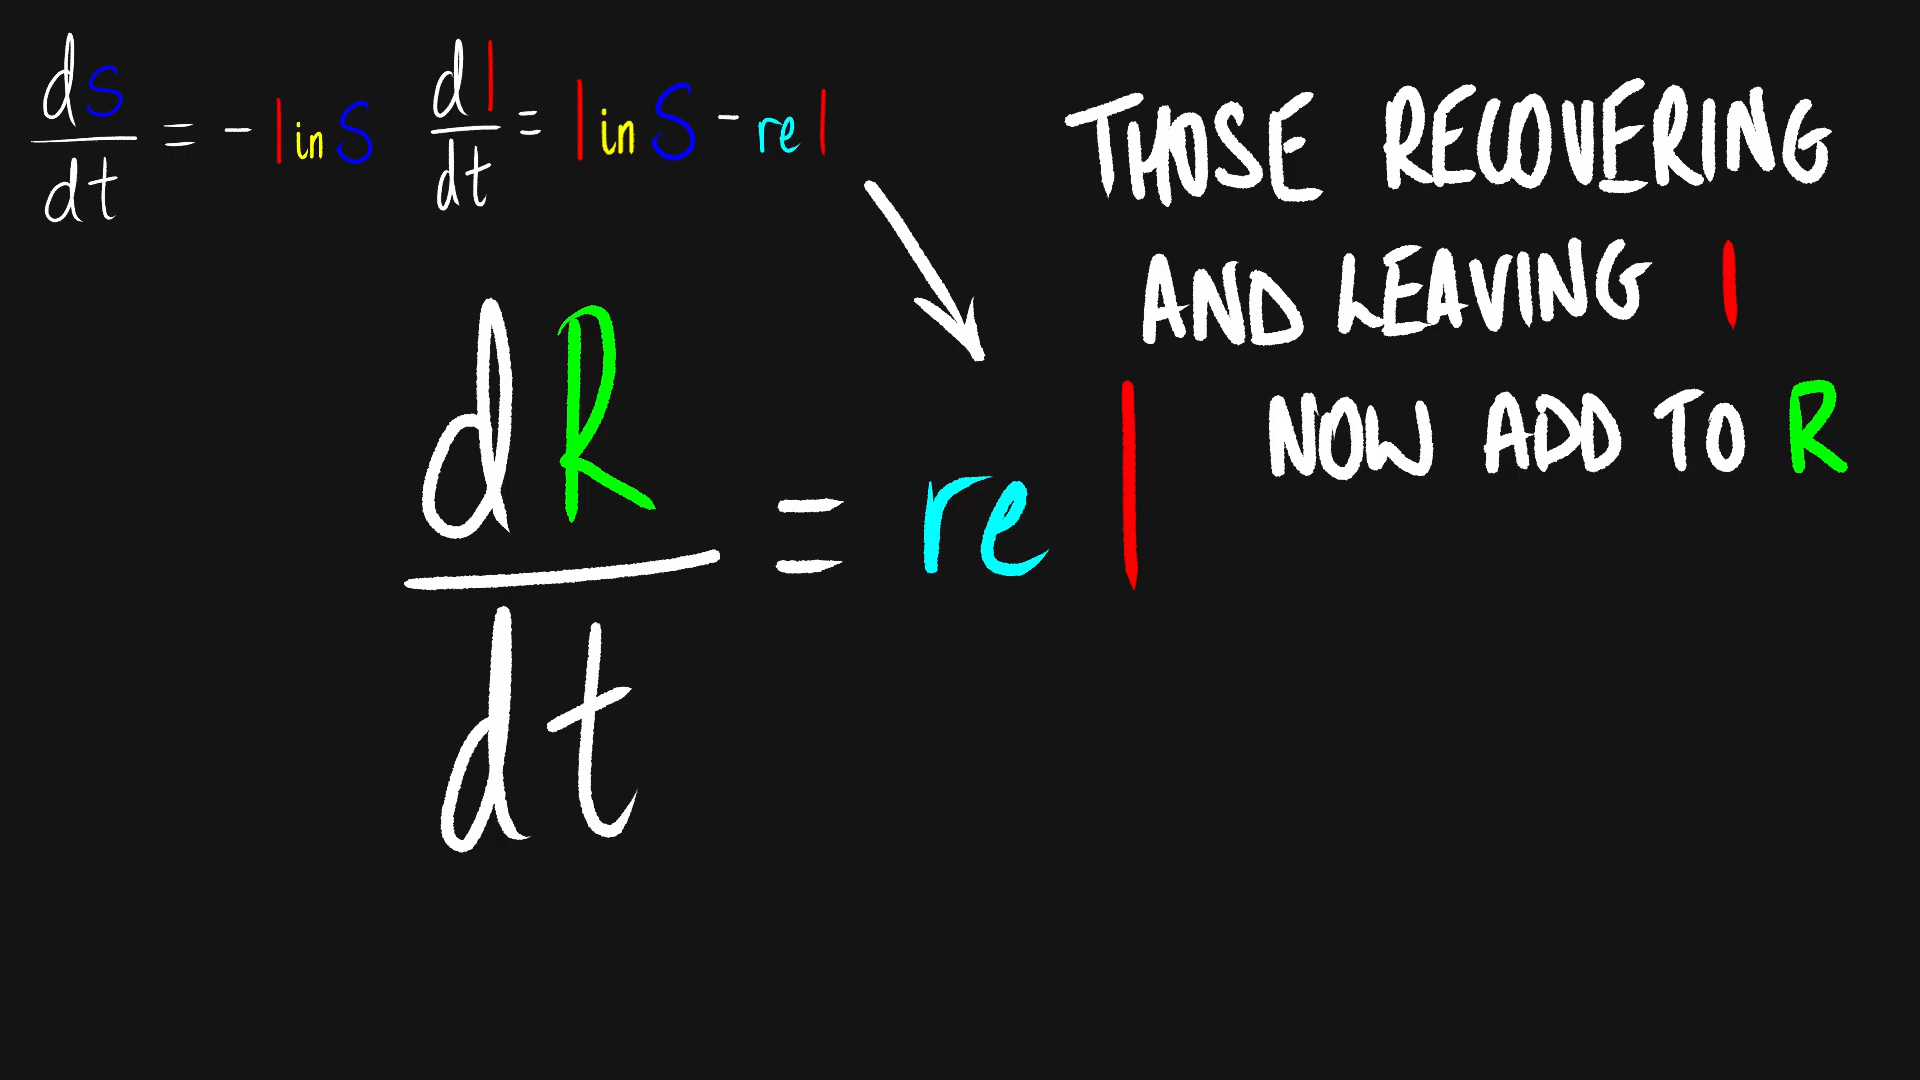 dS/dt = - I in S
dI/dt = I in S - re I
THOSE RECOVERING
AND LEAVING I
NOW ADD TO R
dR/dt = re I